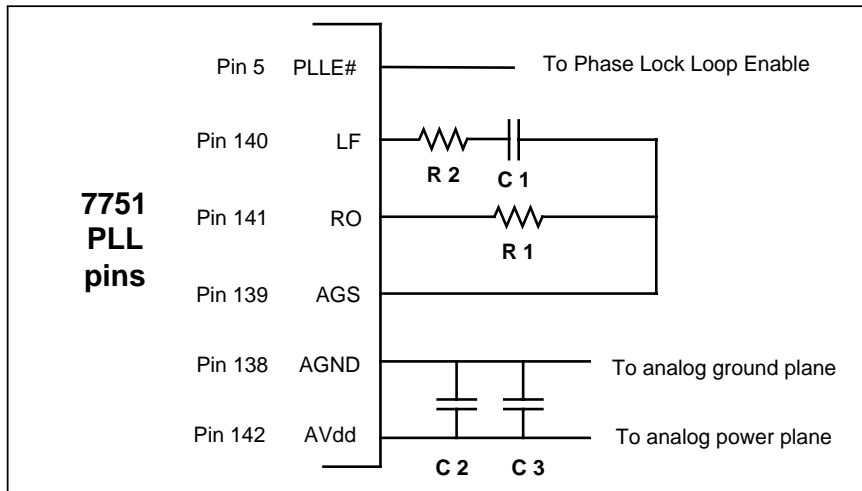 Pin 5 PLLE# To Phase Lock Loop Enable
Pin 140 LF
R 2 C 1
7751
PLL
pins
Pin 141 RO
R 1
Pin 139 AGS
Pin 138 AGND To analog ground plane
Pin 142 AVdd To analog power plane
C 2 C 3